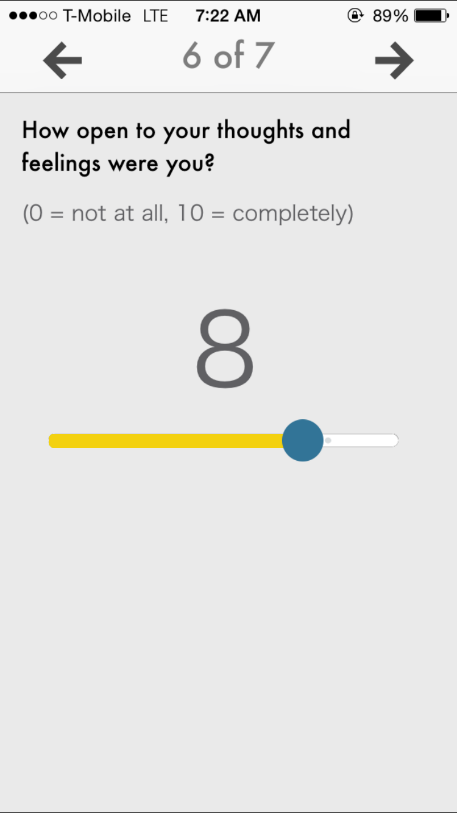 T-Mobile LTE 7:22 AM 89%
6 of 7
How open to your thoughts and
feelings were you?
(0 = not at all, 10 = completely)
8